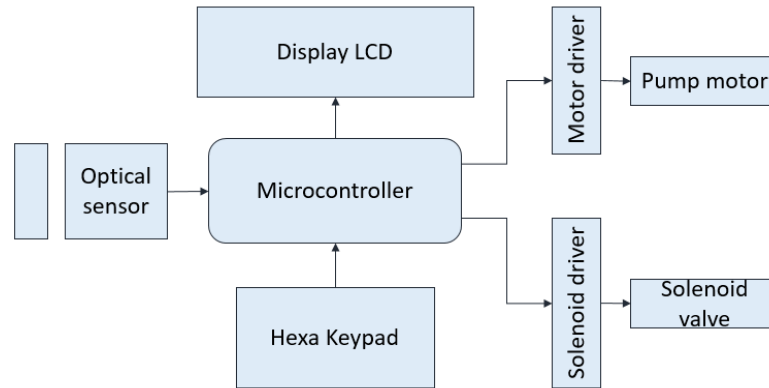 Display LCD
Motor driver
Pump motor
Optical
sensor
Microcontroller
Hexa Keypad
Solenoid driver
Solenoid
valve